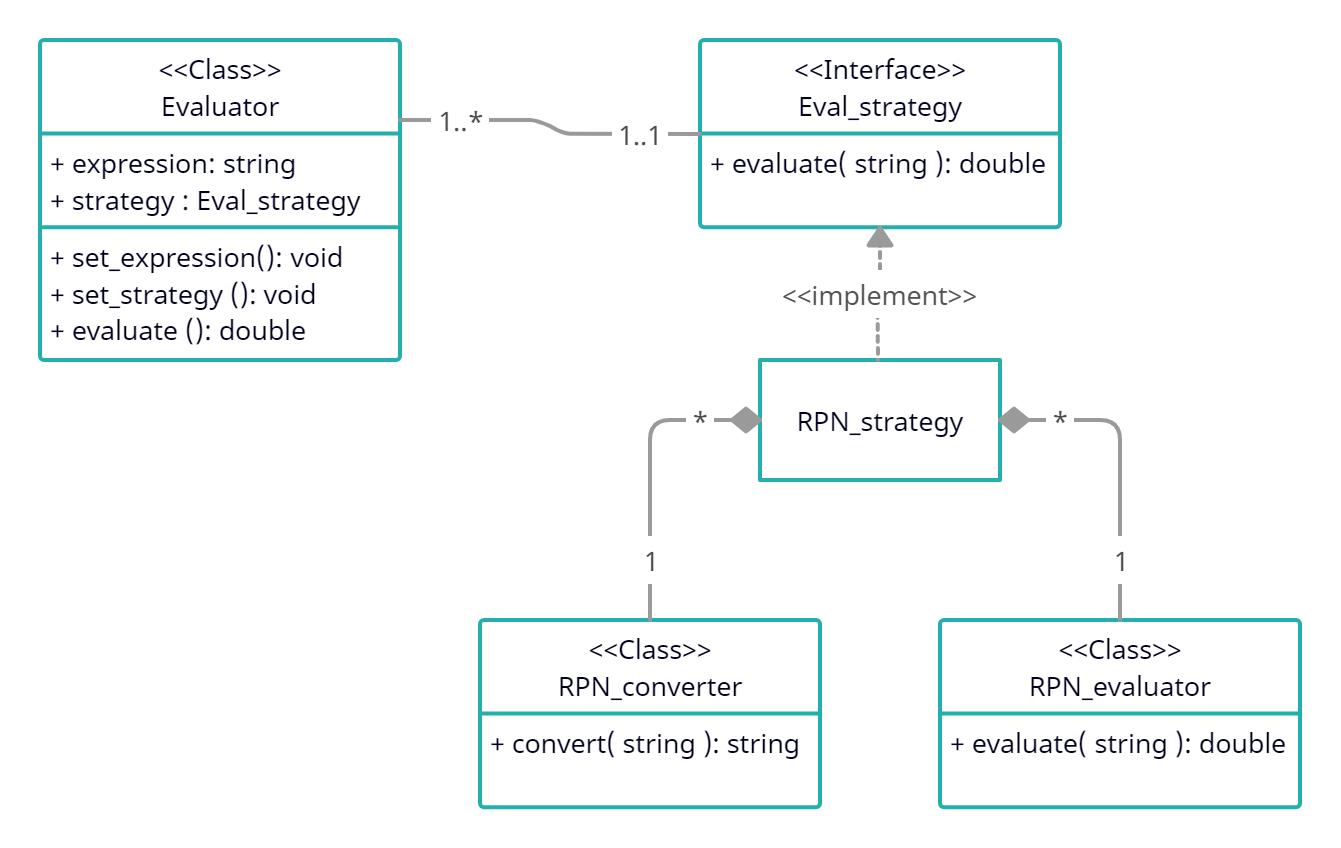 <<Class>>
Evaluator
+ expression: string
+ strategy : Eval_strategy
+ set_expression(): void
+ set_strategy (): void
+ evaluate (): double
1..*
1..1
<<Interface>>
Eval_strategy
+ evaluate( string ): double
<<implement>>
RPN_strategy
*
*
1
1
<<Class>>
RPN_converter
+ convert( string ): string
<<Class>>
RPN_evaluator
+ evaluate( string ): double